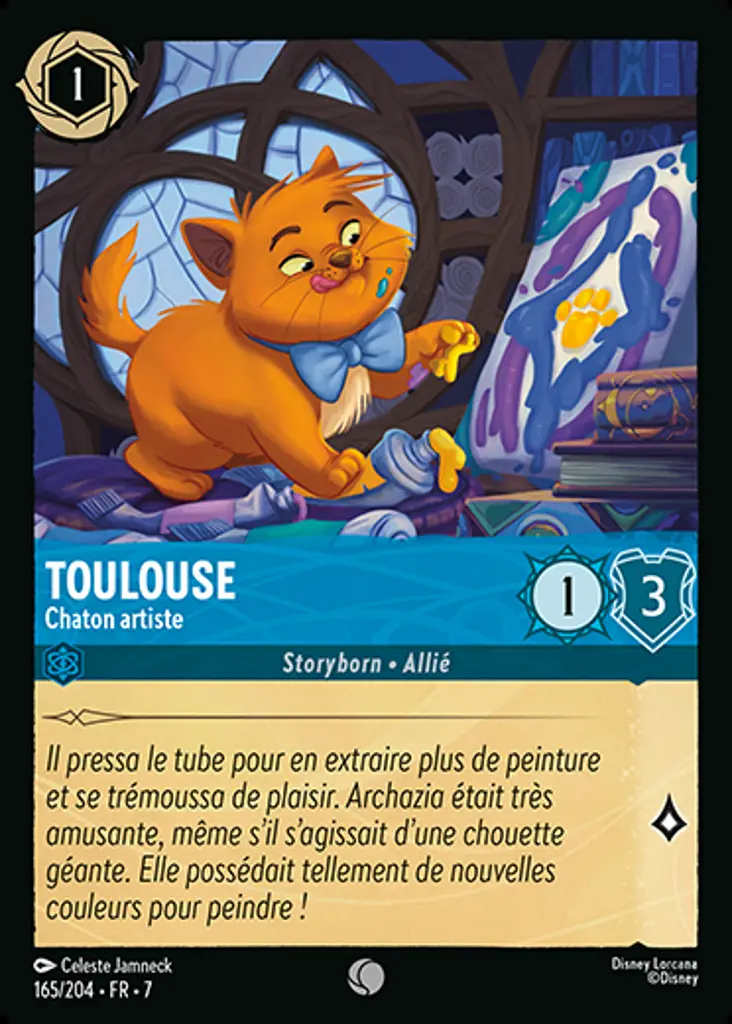 1
TOULOUSE
Chaton artiste
1
3
Storyborn • Allié
Il pressa le tube pour en extraire plus de peinture
et se trémoussa de plaisir. Archazia était très
amusante, même s'il s'agissait d'une chouette
géante. Elle possédait tellement de nouvelles
couleurs pour peindre !
Celeste Jamneck
165/204 • FR • 7
Disney Lorcana
©Disney